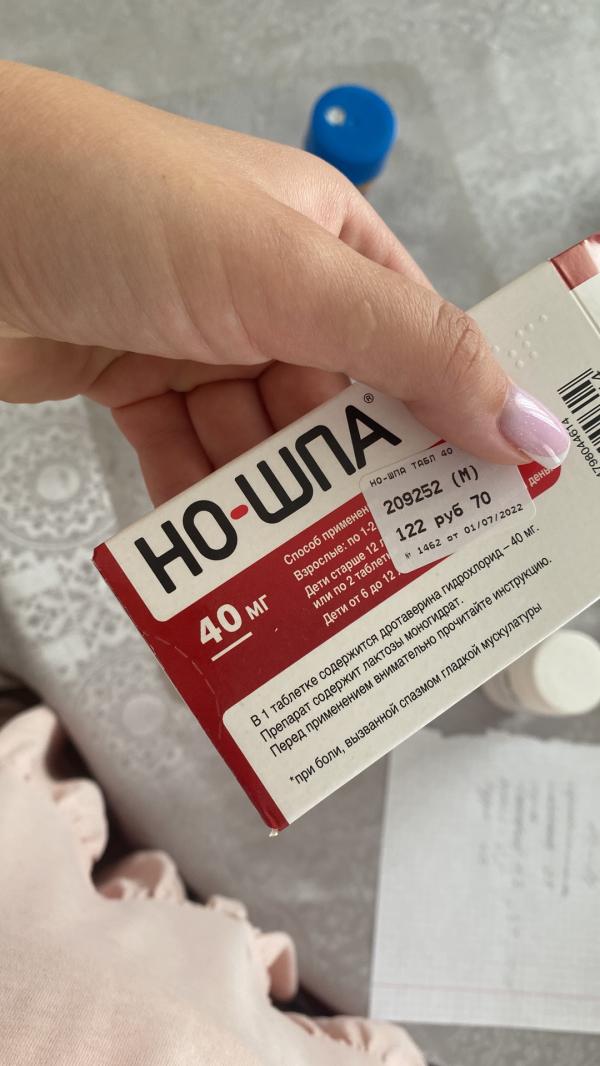 НО-ШПА®
40 мг
Способ применен
Взрослые: по 1-2
Дети старше 12
или по 2 таблет
Дети от 6 до 12
день
НО-ШПА ТАБЛ 40
209252 (М)
122 руб 70
№ 1462 от 01/07/2022
В 1 таблетке содержится дротаверина гидрохлорид – 40 мг.
Препарат содержит лактозы моногидрат.
Перед применением внимательно прочитайте инструкцию.
*при боли, вызванной спазмом гладкой мускулатуры